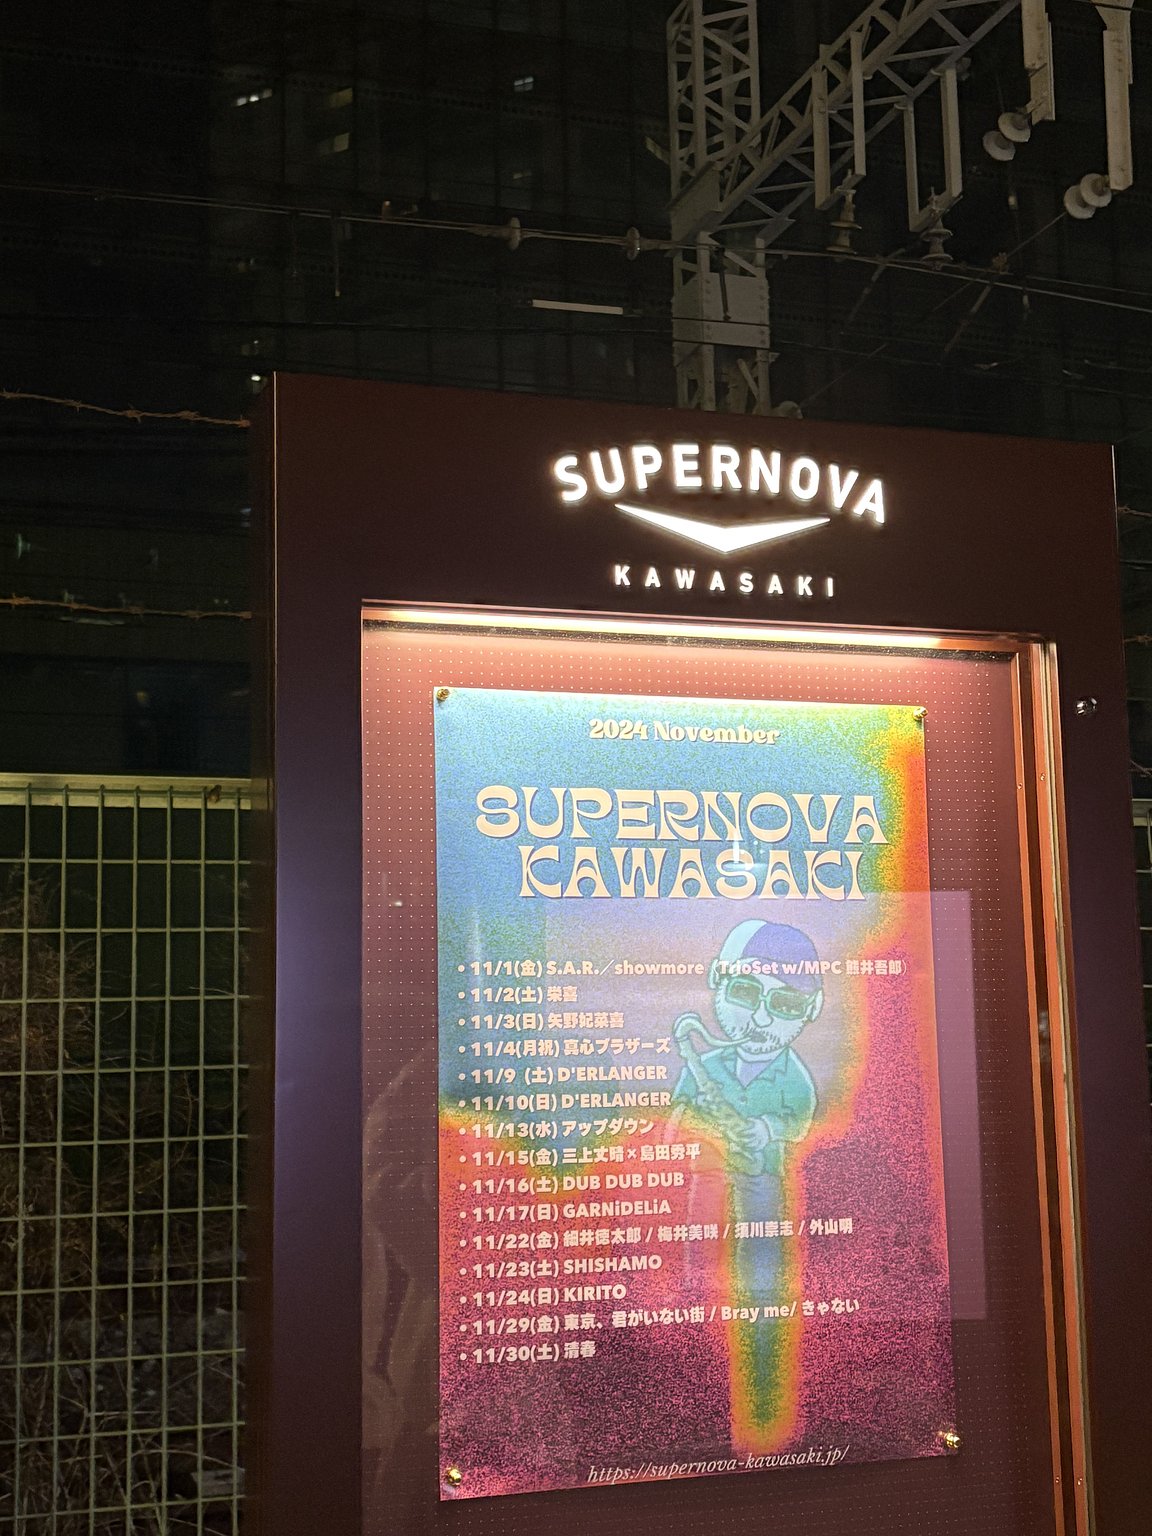 SUPERNOVA
KAWASAKI
2024 November
SUPERNOVA
KAWASAKI
• 11/1(金) S.A.R.／showmore (TrioSet w/MPC 熊井吾郎)
• 11/2(土) 栄喜
• 11/3(日) 矢野妃菜喜
• 11/4(月祝) 真心ブラザーズ
• 11/9 (土) D'ERLANGER
• 11/10(日) D'ERLANGER
• 11/13(水) アップダウン
• 11/15(金) 三上丈晴×島田秀平
• 11/16(土) DUB DUB DUB
• 11/17(日) GARNiDELiA
• 11/22(金) 細井徳太郎 / 梅井美咲 / 須川崇志 / 外山明
• 11/23(土) SHISHAMO
• 11/24(日) KIRITO
• 11/29(金) 東京、君がいない街 / Bray me/ きゃない
• 11/30(土) 清春
https://supernova-kawasaki.jp/